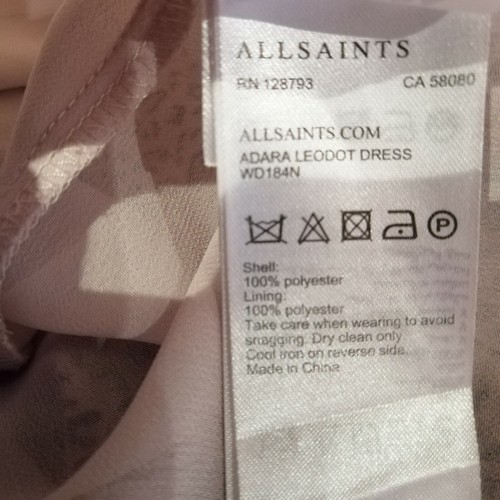 ALLSAINTS
RN 128793 CA 58080
ALLSAINTS.COM
ADARA LEODOT DRESS
WD184N
P
Shell:
100% polyester
Lining:
100% polyester
Take care when wearing to avoid
snagging. Dry clean only.
Cool iron on reverse side.
Made in China